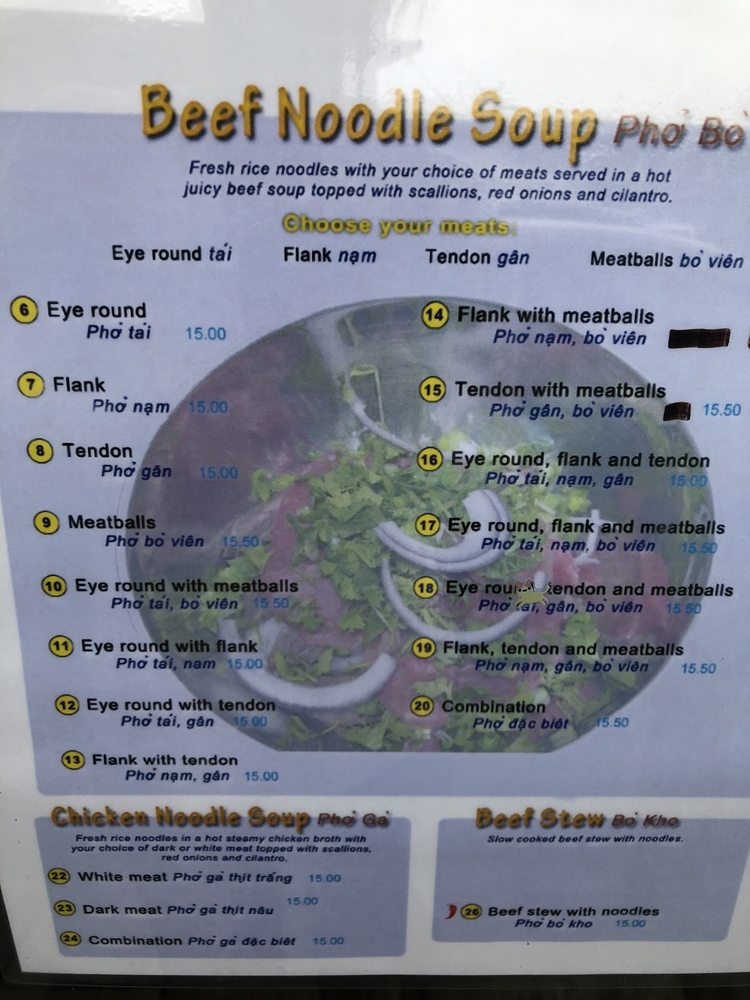 Beef Noodle Soup Phở Bò
Fresh rice noodles with your choice of meats served in a hot
juicy beef soup topped with scallions, red onions and cilantro.
Choose your meats:
Eye round tái Flank nạm Tendon gân Meatballs bò viên
6 Eye round
Phở tái 15.00
7 Flank
Phở nạm 15.00
8 Tendon
Phở gân 15.00
9 Meatballs
Phở bò viên 15.50
10 Eye round with meatballs
Phở tái, bò viên 15.50
11 Eye round with flank
Phở tái, nam 15.00
12 Eye round with tendon
Phở tái, gân 15.00
13 Flank with tendon
Phở nạm, gân 15.00
14 Flank with meatballs
Phở nạm, bò viên
15 Tendon with meatballs
Phở gân, bò viên 15.50
16 Eye round, flank and tendon
Phở tái, nạm, gân 15.00
17 Eye round, flank and meatballs
Phở tái, nạm, bò viên 15.50
18 Eye tendon and meatballs
Phở tái, gân, bò viên 15.50
19 Flank, tendon and meatballs
Phở nạm, gân, bò viên 15.50
20 Combination
Phở đặc biêt 15.50
Chicken Noodle Soup Phở Gà
Fresh rice noodles in a hot steamy chicken broth with
your choice of dark or white meat topped with scallions,
red onions and cilantro.
22 White meat Phở gà thịt trắng 15.00
23 Dark meat Phở gà thịt nâu 15.00
24 Combination Phở gà đặc biêt 15.00
Beef Stew Bò Kho
Slow cooked beef stew with noodles.
26 Beef stew with noodles
Phở bò kho 15.00